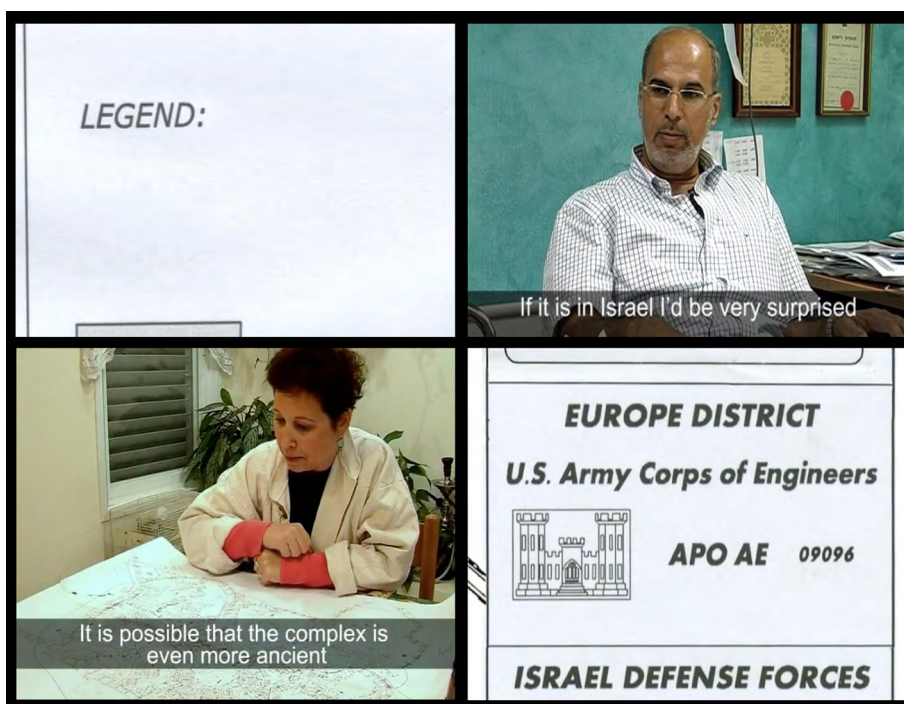 LEGEND:
If it is in Israel I'd be very surprised
It is possible that the complex is
even more ancient
EUROPE DISTRICT
U.S. Army Corps of Engineers
APO AE 09096
ISRAEL DEFENSE FORCES